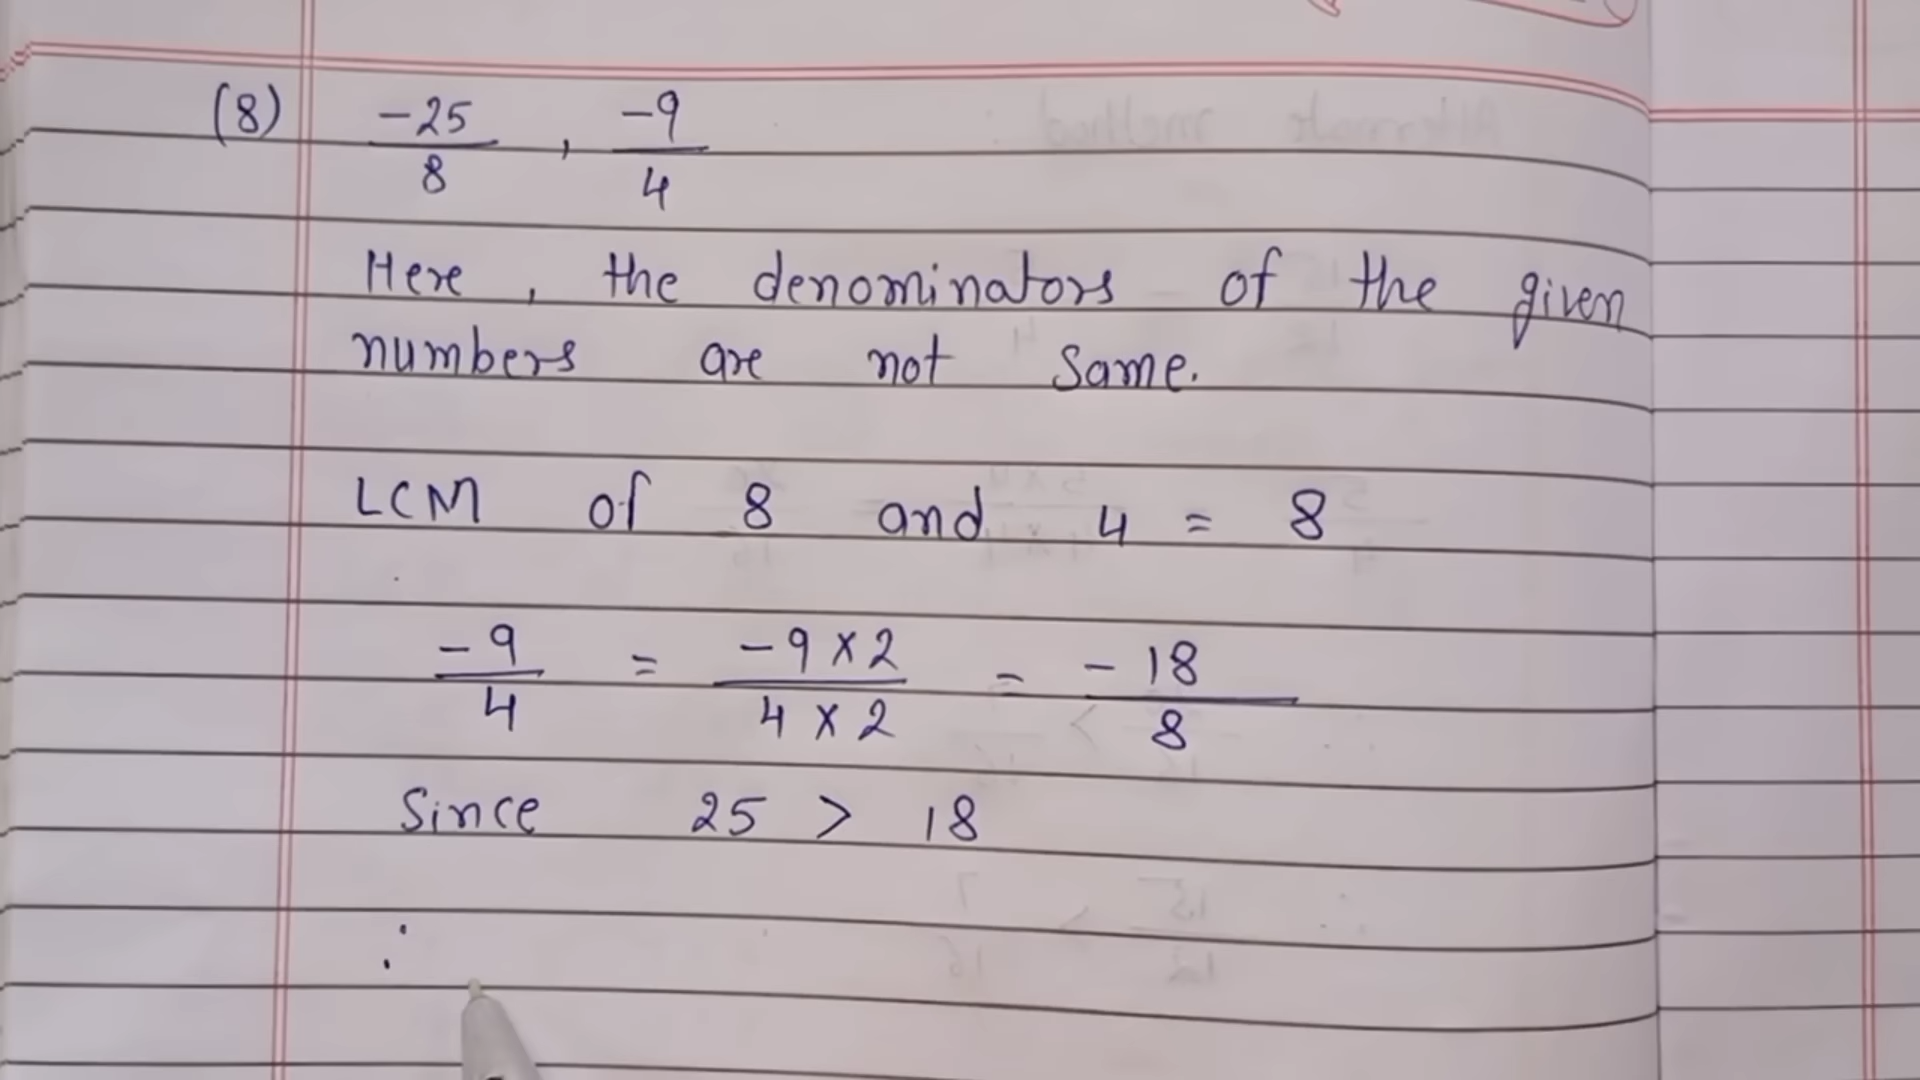 (8) -25/8 , -9/4
Here , the denominators of the given
numbers are not same.
LCM of 8 and 4 = 8
-9/4 = -9 × 2/4 × 2 = -18/8
Since 25 > 18
∴